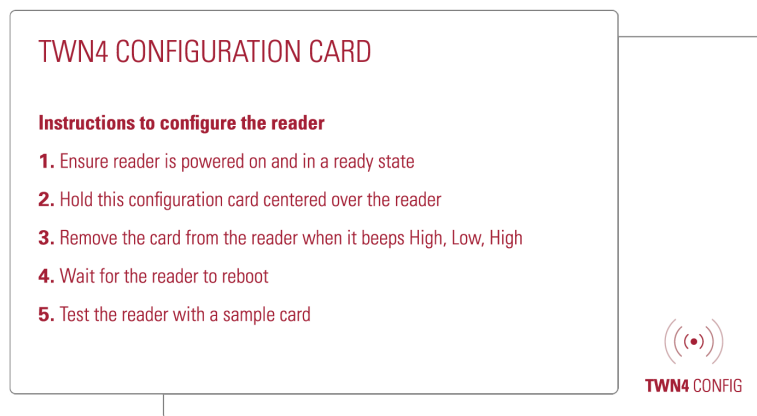 TWN4 CONFIGURATION CARD
Instructions to configure the reader
1. Ensure reader is powered on and in a ready state
2. Hold this configuration card centered over the reader
3. Remove the card from the reader when it beeps High, Low, High
4. Wait for the reader to reboot
5. Test the reader with a sample card
TWN4 CONFIG